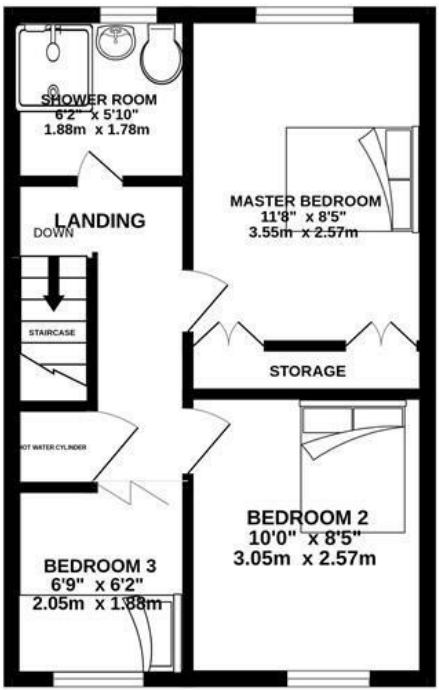 SHOWER ROOM
6'2" x 5'10"
1.88m x 1.78m
MASTER BEDROOM
11'8" x 8'5"
3.55m x 2.57m
LANDING
DOWN
STAIRCASE
STORAGE
HOT WATER CYLINDER
BEDROOM 2
10'0" x 8'5"
3.05m x 2.57m
BEDROOM 3
6'9" x 6'2"
2.05m x 1.88m